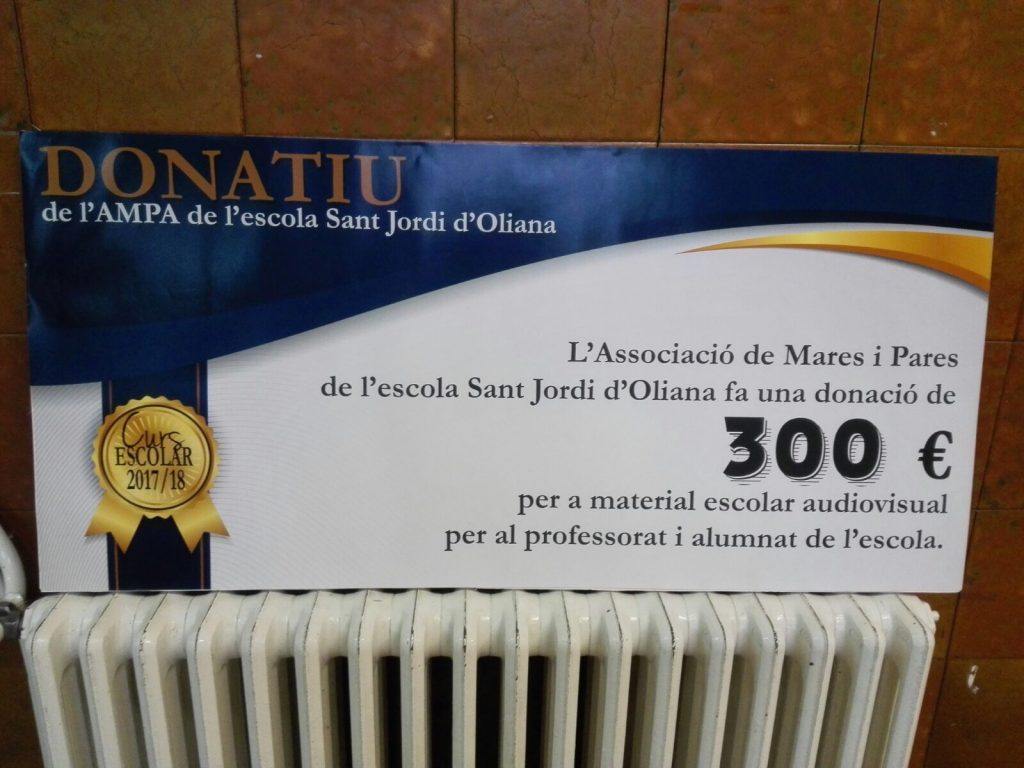 DONATIU
de l'AMPA de l'escola Sant Jordi d'Oliana
L'Associació de Mares i Pares
de l'escola Sant Jordi d'Oliana fa una donació de
300 €
per a material escolar audiovisual
per al professorat i alumnat de l'escola.
Curs
ESCOLAR
2017/18